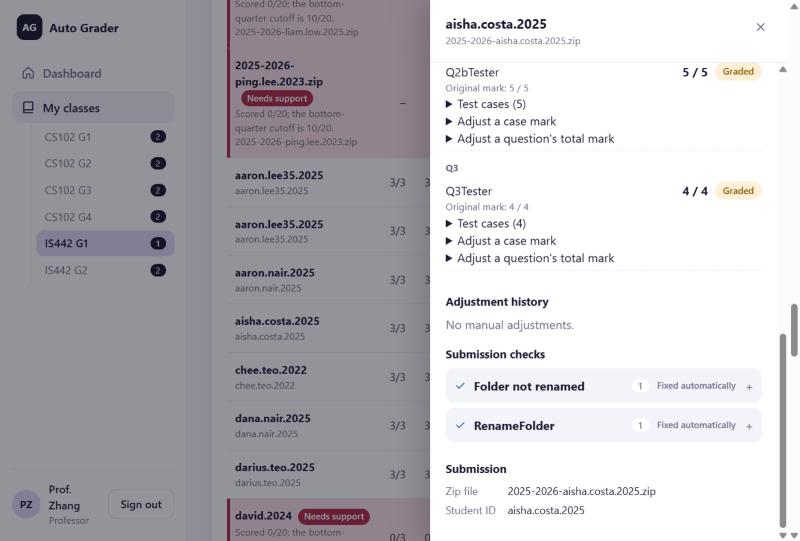 AG Auto Grader
Dashboard
My classes
CS102 G1 2
CS102 G2 2
CS102 G3 2
CS102 G4 2
IS442 G1 1
IS442 G2 2
PZ
Prof.
Zhang
Professor
Sign out
Scored 0/20; the bottom-
quarter cutoff is 10/20.
2025-2026-liam.low.2025.zip
2025-2026-
ping.lee.2023.zip
Needs support
–
Scored 0/20; the bottom-
quarter cutoff is 10/20.
2025-2026-ping.lee.2023.zip
aaron.lee35.2025
aaron.lee35.2025
3/3 3
aaron.lee35.2025
aaron.lee35.2025
3/3 3
aaron.nair.2025
aaron.nair.2025
3/3 3
aisha.costa.2025
aisha.costa.2025
3/3 3
chee.teo.2022
chee.teo.2022
3/3 3
dana.nair.2025
dana.nair.2025
3/3 3
darius.teo.2025
darius.teo.2025
3/3 3
david.2024 Needs support
Scored 0/20; the bottom-
0/3 0
aisha.costa.2025
2025-2026-aisha.costa.2025.zip
Q2bTester 5 / 5 Graded
Original mark: 5 / 5
Test cases (5)
Adjust a case mark
Adjust a question's total mark
Q3
Q3Tester 4 / 4 Graded
Original mark: 4 / 4
Test cases (4)
Adjust a case mark
Adjust a question's total mark
Adjustment history
No manual adjustments.
Submission checks
Folder not renamed 1 Fixed automatically +
RenameFolder 1 Fixed automatically +
Submission
Zip file 2025-2026-aisha.costa.2025.zip
Student ID aisha.costa.2025